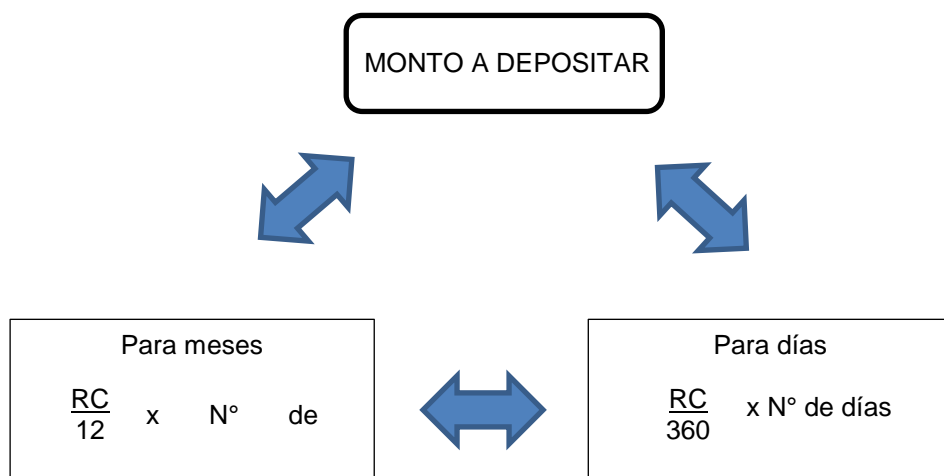 MONTO A DEPOSITAR
Para meses
RC
12 x N° de
Para días
RC
360 x N° de días